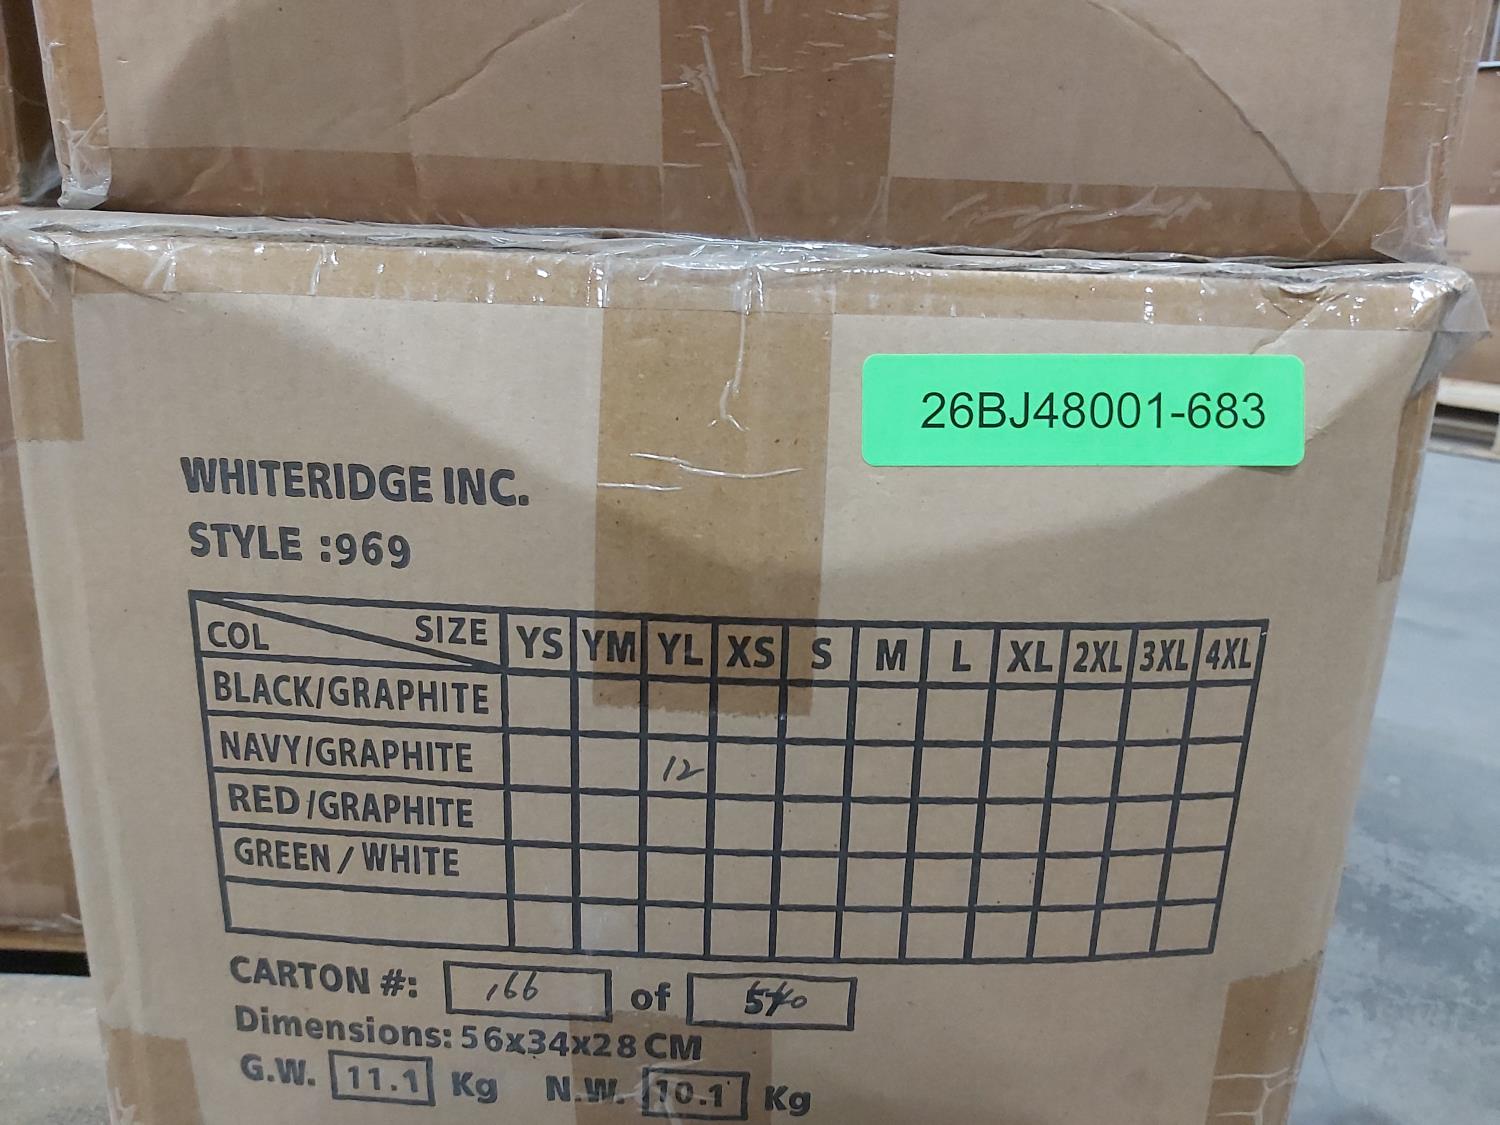 26BJ48001-683
WHITERIDGE INC.
STYLE :969
COL SIZE YS YM YL XS S M L XL 2XL 3XL 4XL
BLACK/GRAPHITE
NAVY/GRAPHITE 12
RED/GRAPHITE
GREEN/WHITE
CARTON #: 166 of 540
Dimensions: 56x34x28 CM
G.W. 11.1 Kg N.W. 10.1 Kg